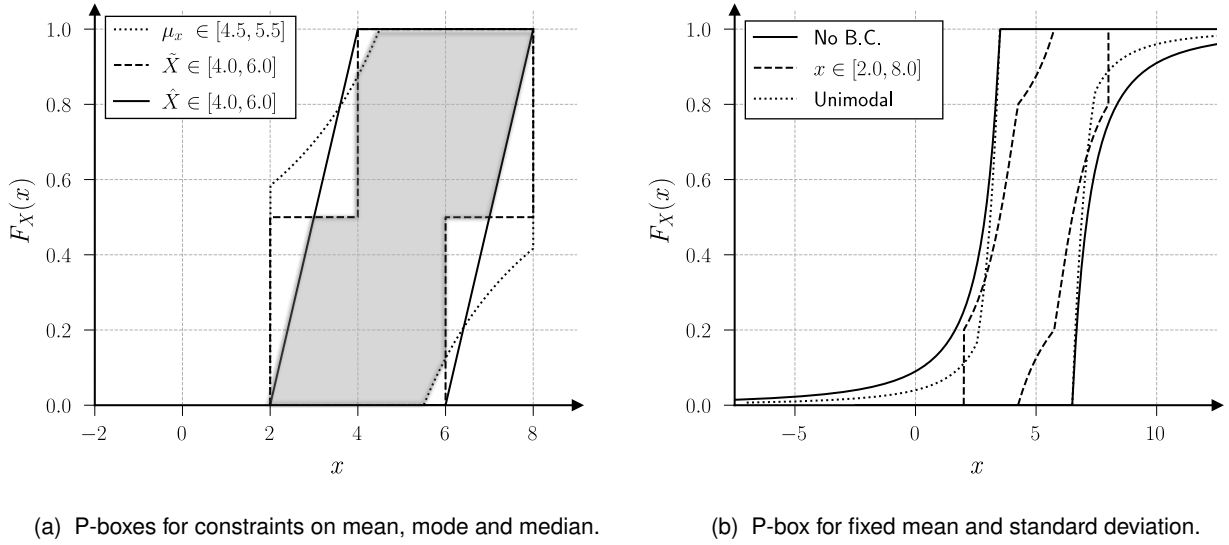 1.0
0.8
0.6
0.4
0.2
0.0
F_X(x)
μ_x ∈ [4.5, 5.5]
X̃ ∈ [4.0, 6.0]
X̂ ∈ [4.0, 6.0]
−2 0 2 4 6 8
x
(a) P-boxes for constraints on mean, mode and median.
1.0
0.8
0.6
0.4
0.2
0.0
F_X(x)
No B.C.
x ∈ [2.0, 8.0]
Unimodal
−5 0 5 10
x
(b) P-box for fixed mean and standard deviation.